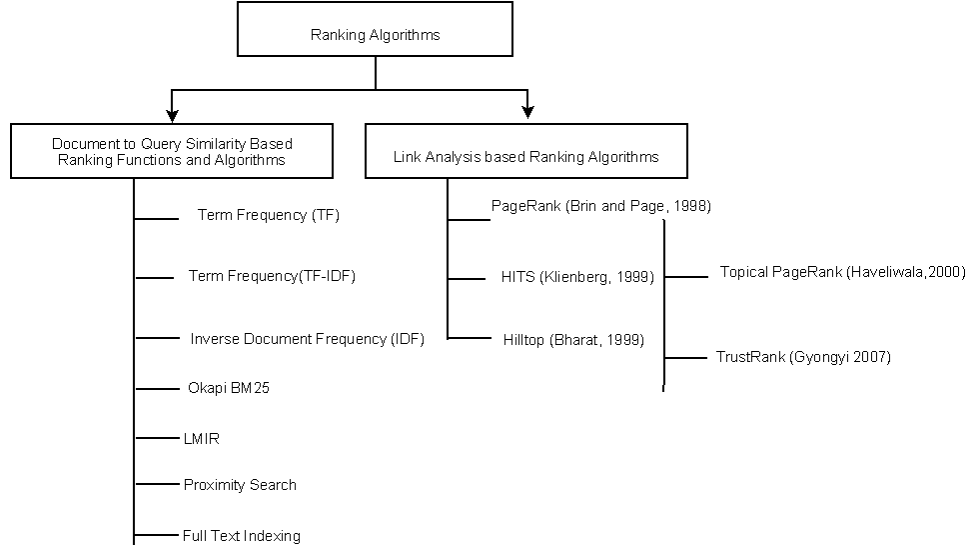 Ranking Algorithms
Document to Query Similarity Based
Ranking Functions and Algorithms
Link Analysis based Ranking Algorithms
Term Frequency (TF)
Term Frequency(TF-IDF)
Inverse Document Frequency (IDF)
Okapi BM25
LMIR
Proximity Search
Full Text Indexing
PageRank (Brin and Page, 1998)
HITS (Klienberg, 1999)
Hilltop (Bharat, 1999)
Topical PageRank (Haveliwala,2000)
TrustRank (Gyongyi 2007)